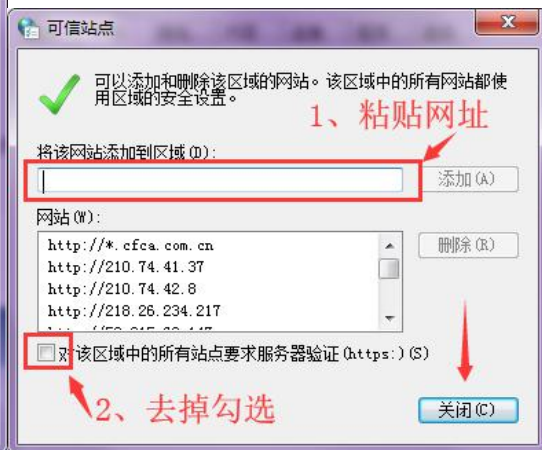 可信站点
可以添加和删除该区域的网站。该区域中的所有网站都使
用区域的安全设置。
1、粘贴网址
将该网站添加到区域(D):
添加(A)
网站(W):
http://*.cfca.com.cn
删除(R)
http://210.74.41.37
http://210.74.42.8
http://218.26.234.217
对该区域中的所有站点要求服务器验证(https:)(S)
2、去掉勾选
关闭(C)